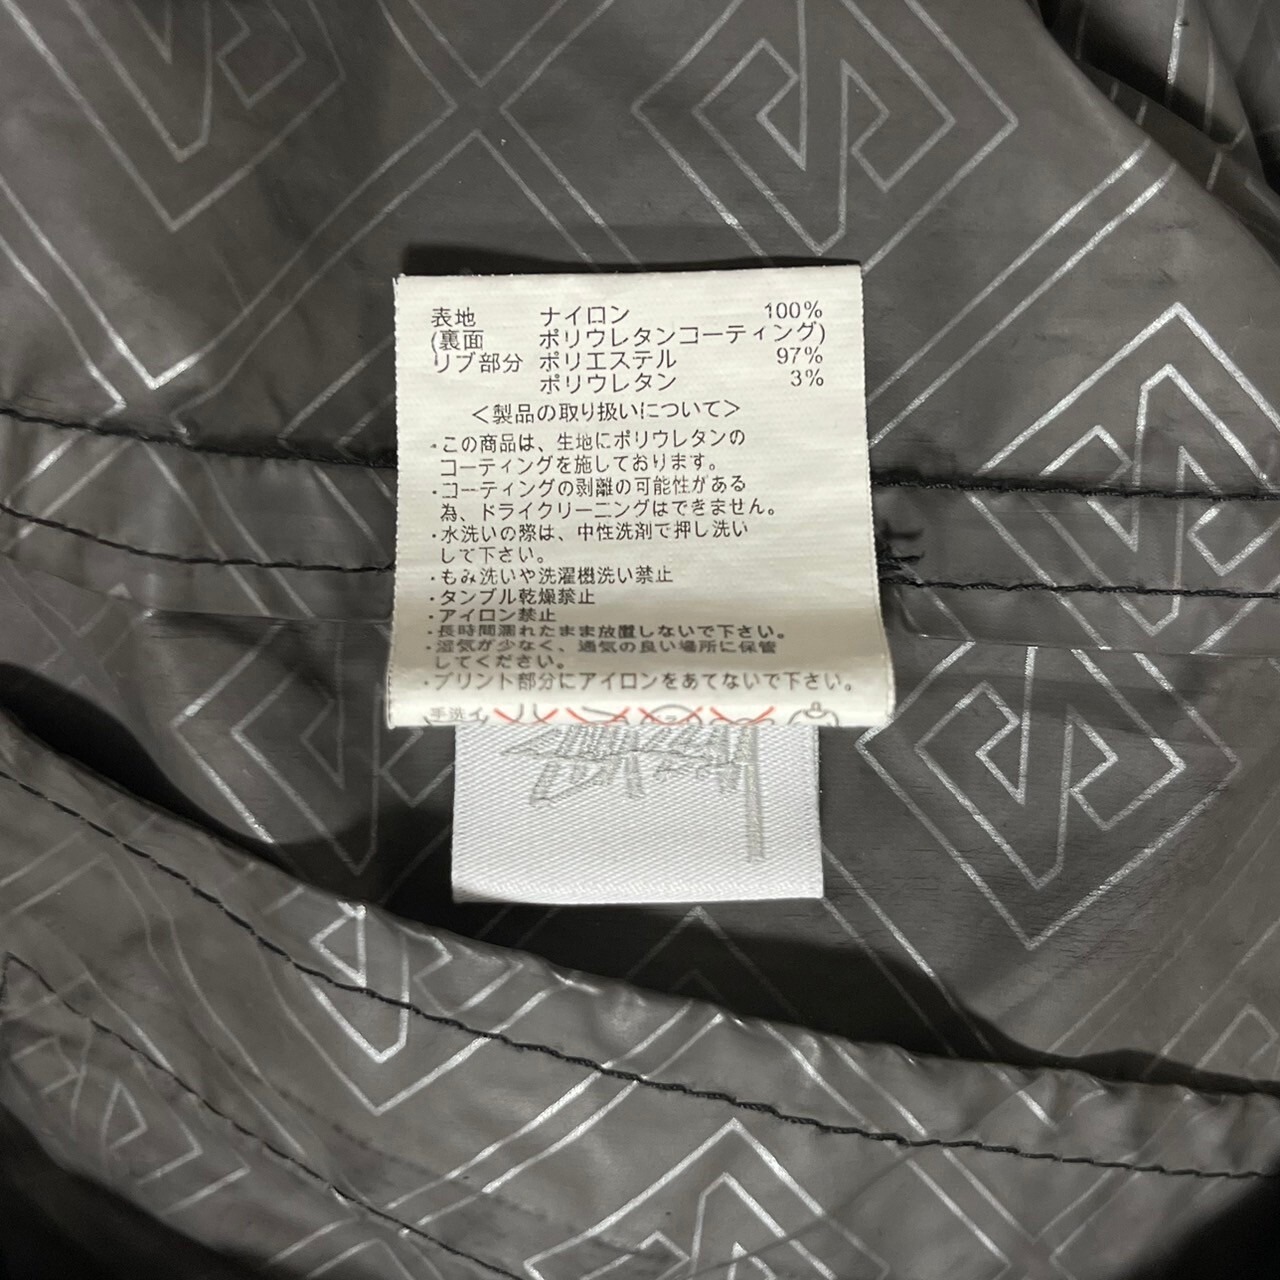 表地 ナイロン 100%
(裏面 ポリウレタンコーティング)
リブ部分 ポリエステル 97%
ポリウレタン 3%
＜製品の取り扱いについて＞
・この商品は、生地にポリウレタンの
コーティングを施しております。
・コーティングの剥離の可能性がある
為、ドライクリーニングはできません。
・水洗いの際は、中性洗剤で押し洗い
して下さい。
・もみ洗いや洗濯機洗い禁止
・タンブル乾燥禁止
・アイロン禁止
・長時間濡れたまま放置しないで下さい。
・湿気が少なく、通気の良い場所に保管
してください。
・プリント部分にアイロンをあてないで下さい。
手洗イ